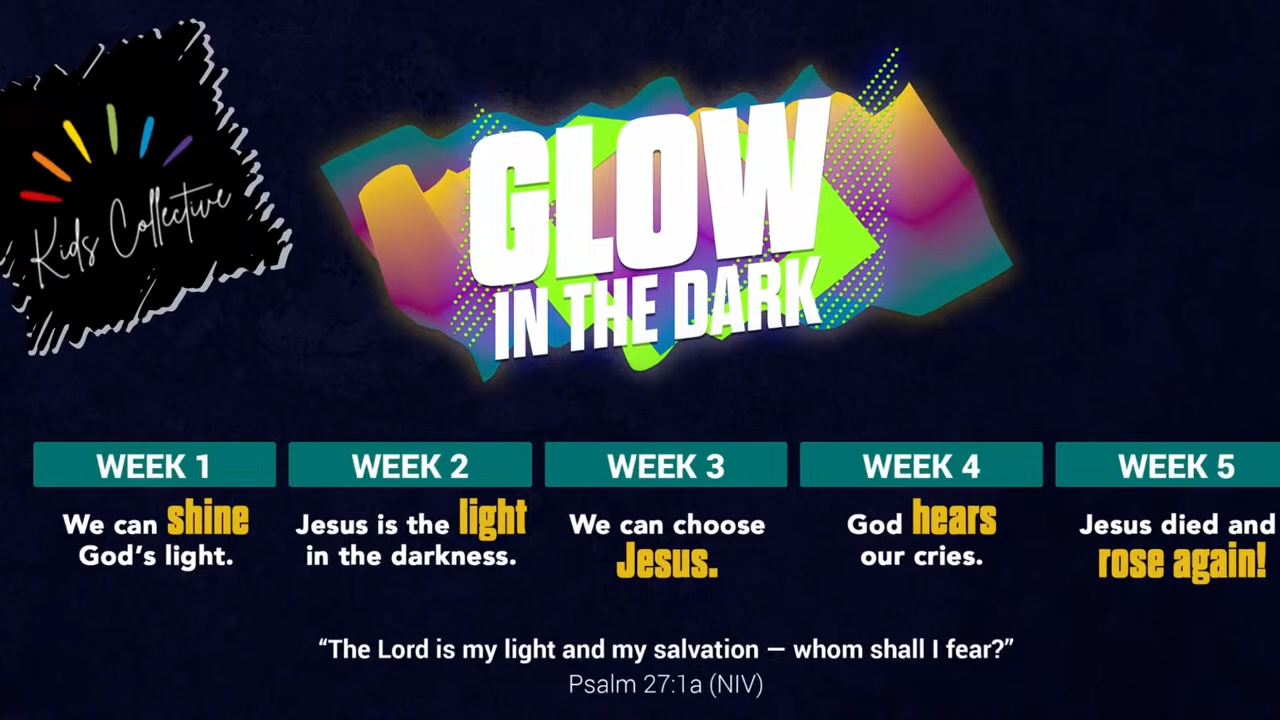 Kids Collective
GLOW
IN THE DARK
WEEK 1
We can shine
God's light.
WEEK 2
Jesus is the light
in the darkness.
WEEK 3
We can choose
Jesus.
WEEK 4
God hears
our cries.
WEEK 5
Jesus died and
rose again!
“The Lord is my light and my salvation — whom shall I fear?”
Psalm 27:1a (NIV)